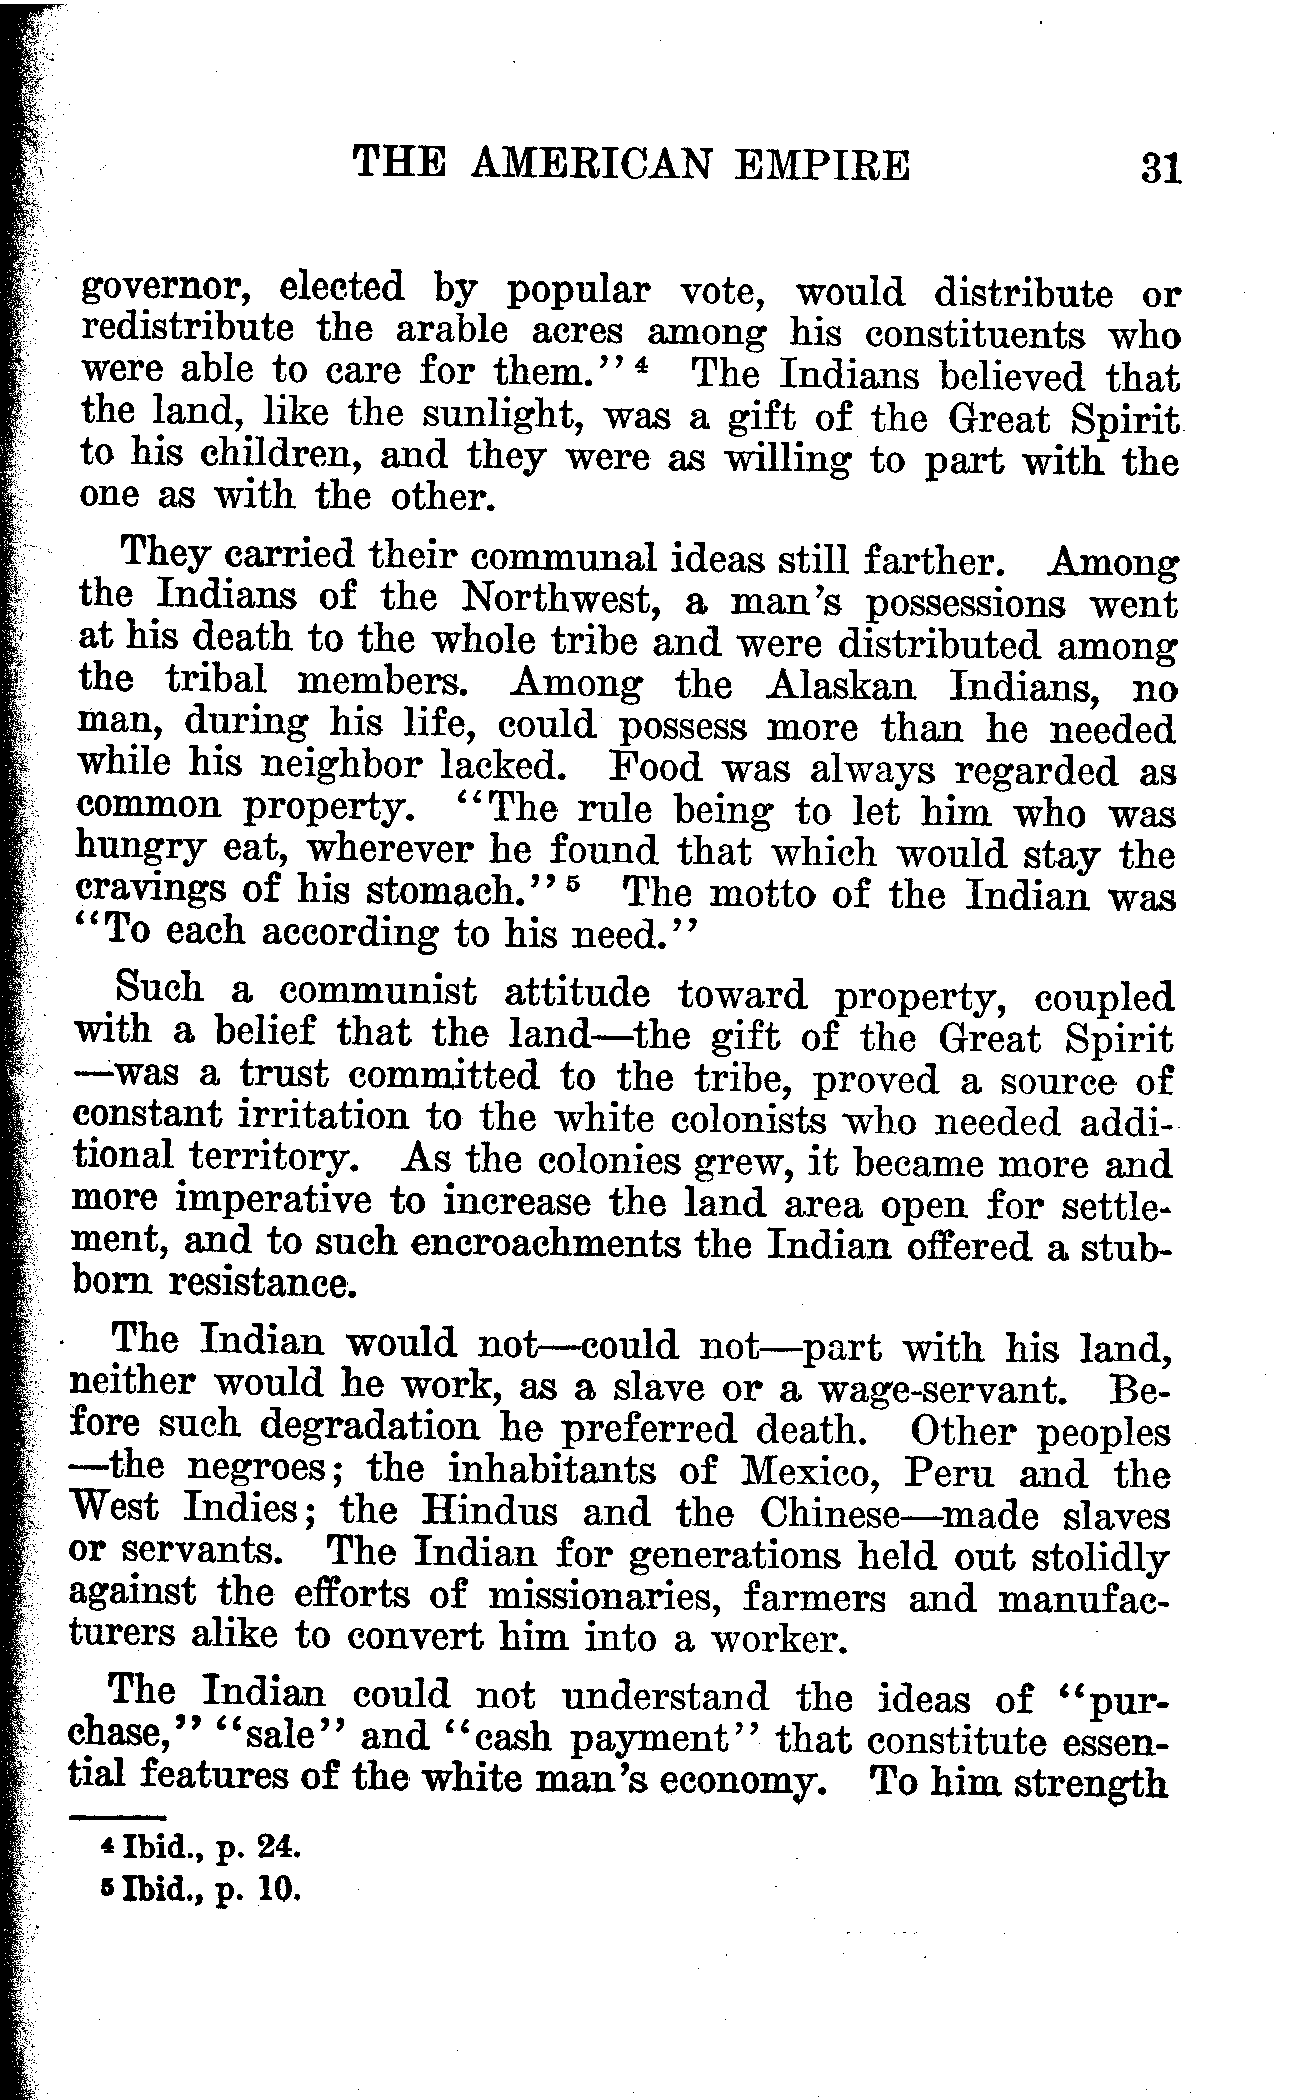 THE AMERICAN EMPIRE 31
governor, elected by popular vote, would distribute or
redistribute the arable acres among his constituents who
were able to care for them.''⁴ The Indians believed that
the land, like the sunlight, was a gift of the Great Spirit
to his children, and they were as willing to part with the
one as with the other.
They carried their communal ideas still farther. Among
the Indians of the Northwest, a man's possessions went
at his death to the whole tribe and were distributed among
the tribal members. Among the Alaskan Indians, no
man, during his life, could possess more than he needed
while his neighbor lacked. Food was always regarded as
common property. "The rule being to let him who was
hungry eat, wherever he found that which would stay the
cravings of his stomach."⁵ The motto of the Indian was
"To each according to his need."
Such a communist attitude toward property, coupled
with a belief that the land—the gift of the Great Spirit
—was a trust committed to the tribe, proved a source of
constant irritation to the white colonists who needed addi-
tional territory. As the colonies grew, it became more and
more imperative to increase the land area open for settle-
ment, and to such encroachments the Indian offered a stub-
born resistance.
The Indian would not—could not—part with his land,
neither would he work, as a slave or a wage-servant. Be-
fore such degradation he preferred death. Other peoples
—the negroes; the inhabitants of Mexico, Peru and the
West Indies; the Hindus and the Chinese—made slaves
or servants. The Indian for generations held out stolidly
against the efforts of missionaries, farmers and manufac-
turers alike to convert him into a worker.
The Indian could not understand the ideas of "pur-
chase," "sale" and "cash payment" that constitute essen-
tial features of the white man's economy. To him strength
⁴ Ibid., p. 24.
⁵ Ibid., p. 10.